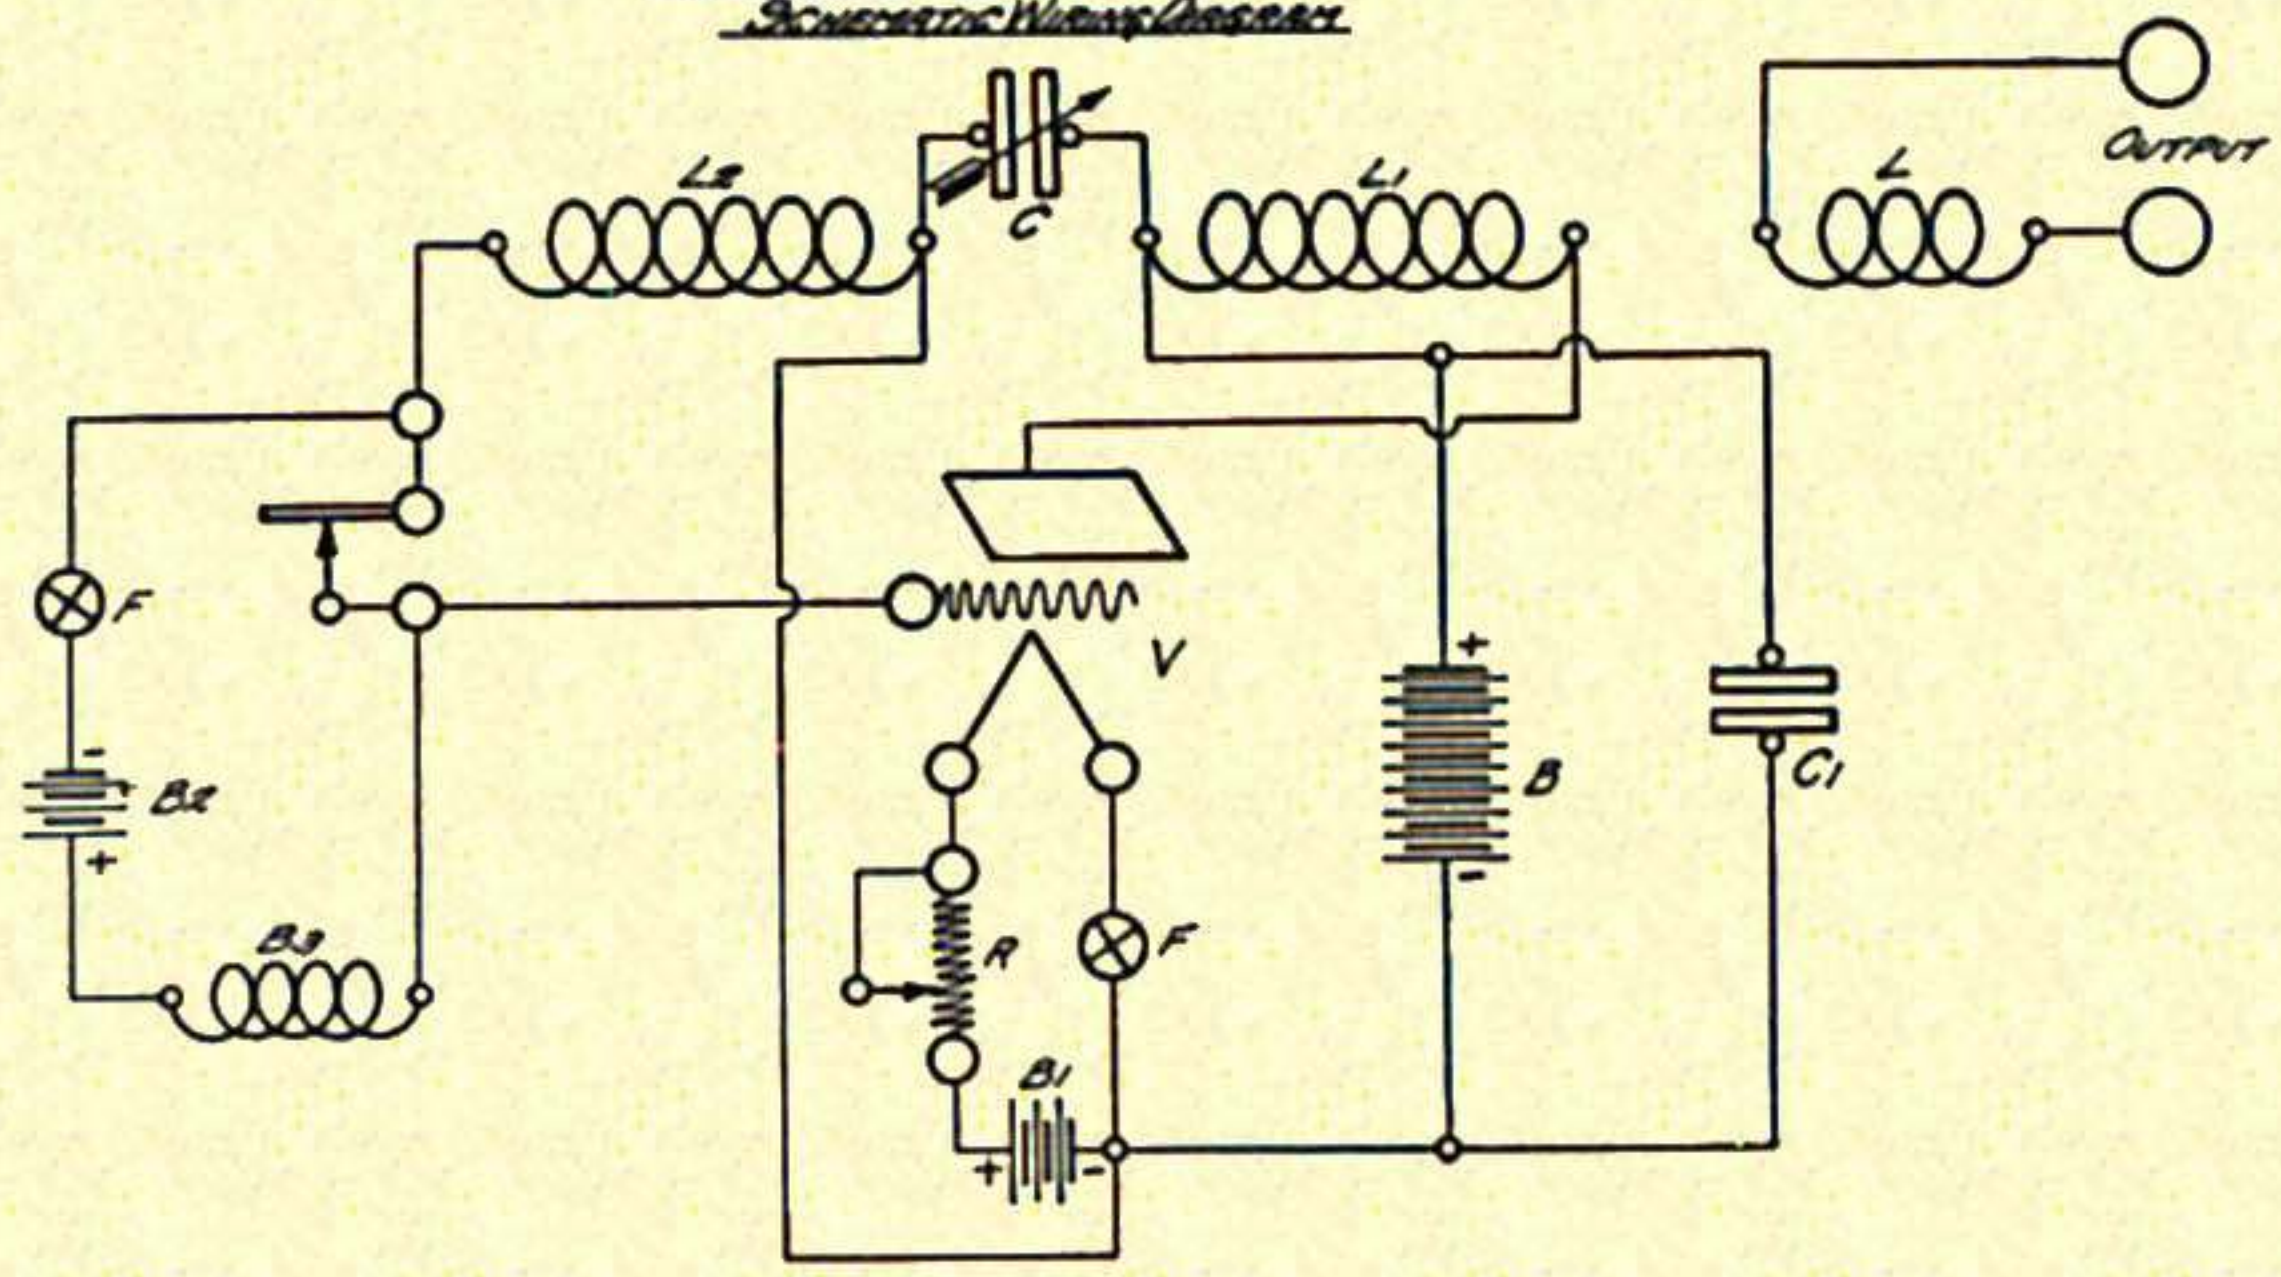 SCHEMATIC WIRING DIAGRAM
OUTPUT
L2
C
L1
L
F
V
+
-
B2
+
B
C1
-
B3
R
F
B1
+
-